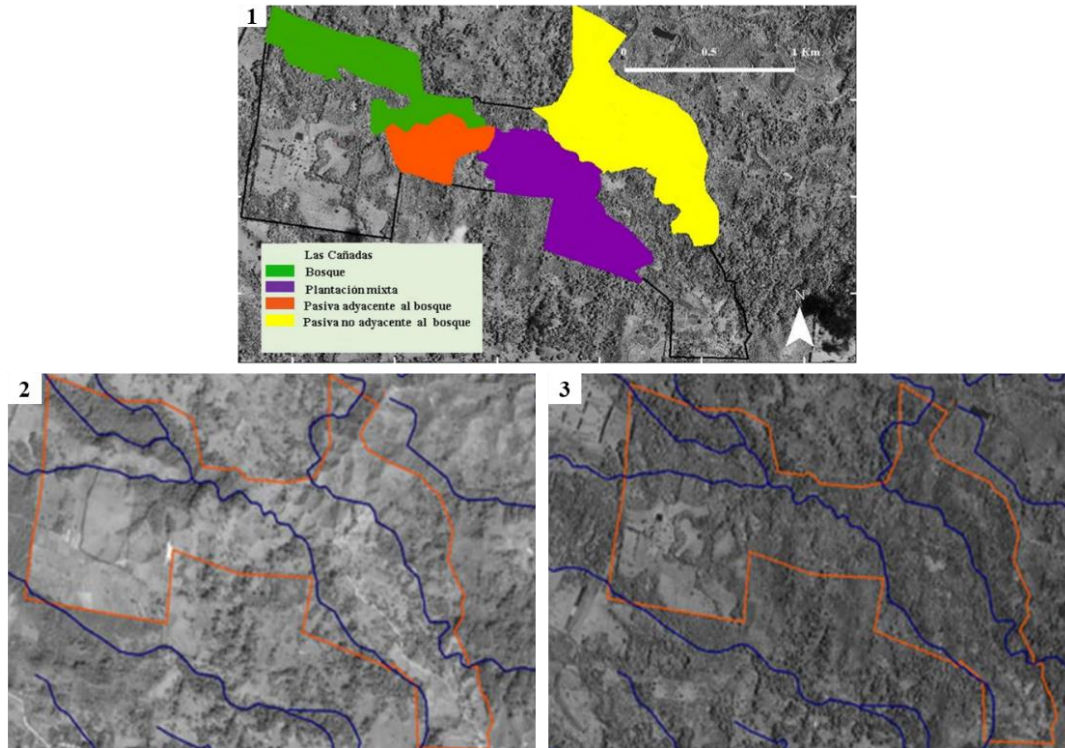 1
0 0.5 1 Km
Las Cañadas
Bosque
Plantación mixta
Pasiva adyacente al bosque
Pasiva no adyacente al bosque
N
2
3